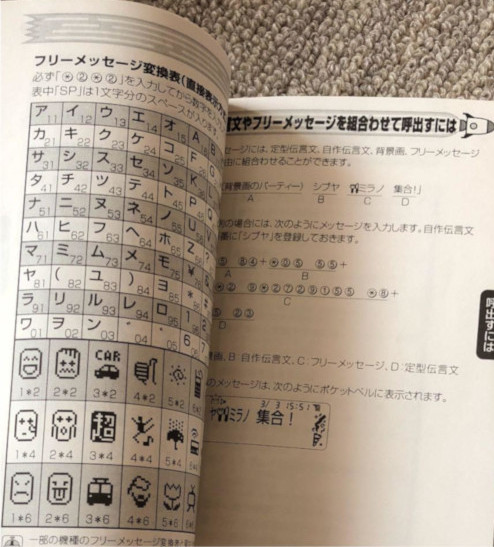 フリーメッセージ変換表(直接表示入
必ず「＊②＊②」を入力してから数字を
表中「SP」は1文字分のスペースが入ります
ア11 イ12 ウ13 エ14 オ15 A B
カ21 キ22 ク23 ケ24 コ25 F G
サ31 シ32 ス33 セ34 ソ35 K L
タ41 チ42 ツ43 テ44 ト45 P Q
ナ51 ニ52 ヌ53 ネ54 ノ55 U V
ハ61 ヒ62 フ63 ヘ64 ホ65 Z ?
マ71 ミ72 ム73 メ74 モ75 ¥ &
ヤ81 (82 ユ83 )84 ヨ85 ＊ #
ラ91 リ92 ル93 レ94 ロ95 1 2
ワ01 ヲ02 ン03 ゛04 ゜05 6 7
CAR
1＊2 2＊2 3＊2 4＊2 5＊2
超
1＊4 2＊4 3＊4 4＊4 5＊4
1＊6 2＊6 3＊6 4＊6 5＊6
一部の機種のフリーメッセージ変換表
文やフリーメッセージを組合わせて呼出すには
セージには、定型伝言文、自作伝言文、背景画、フリーメッセージ
由に組合わせることができます。
(背景画のパーティー) シブヤ ミラノ 集合!」
A B C D
の場合には、次のようにメッセージを入力します。自作伝言文
「シブヤ」を登録しておきます。
⑤ ⑧④＋＊⓪⑤ ⑤⑤＋
A B
②⑨＊②⑦②⑨①⑤⑤ ＊⑧＋
C
⑤ ②③
D
画、B:自作伝言文、C:フリーメッセージ、D:定型伝言文
のメッセージは、次のようにポケットベルに表示されます。
3/ 3 15:51
ヤ ミラノ 集合!
呼出すには